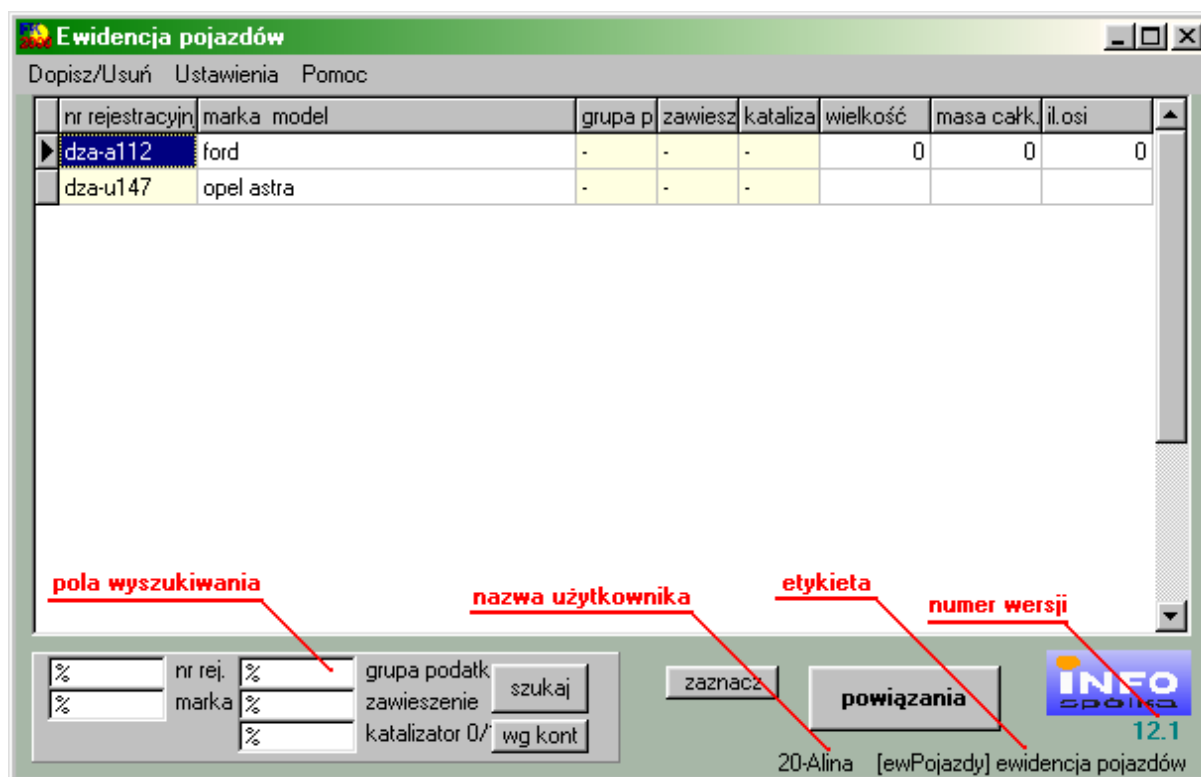 Ewidencja pojazdów
Dopisz/Usuń Ustawienia Pomoc
nr rejestracyjn marka model grupa p zawiesz kataliza wielkość masa całk. il.osi
dza-a112 ford - - - 0 0 0
dza-u147 opel astra - - -
pola wyszukiwania nazwa użytkownika etykieta numer wersji
% nr rej. % grupa podatk szukaj zaznacz powiązania INFO
% marka % zawieszenie spółka
% katalizator 0/ wg kont 12.1
20-Alina [ewPojazdy] ewidencja pojazdów